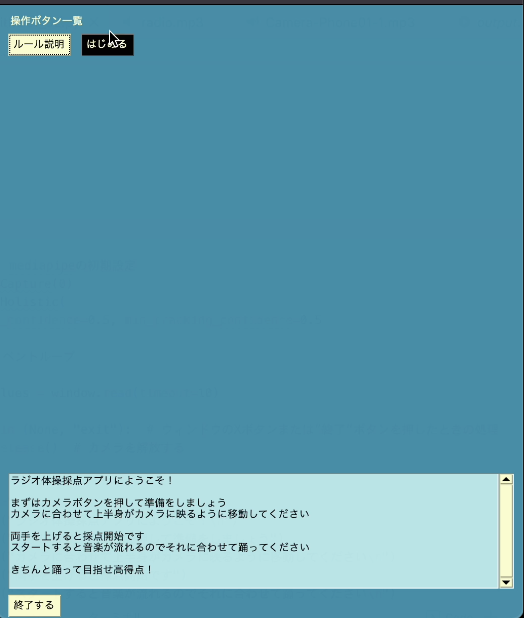 操作ボタン一覧
ルール説明 はじめる
ラジオ体操採点アプリにようこそ！
まずはカメラボタンを押して準備をしましょう
カメラに合わせて上半身がカメラに映るように移動してください
両手を上げると採点開始です
スタートすると音楽が流れるのでそれに合わせて踊ってください
きちんと踊って目指せ高得点！
終了する